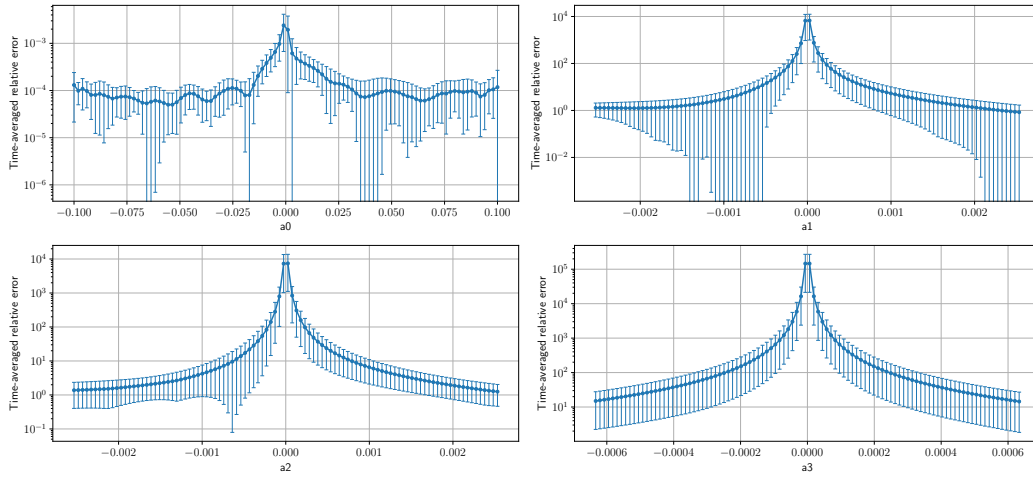 Time-averaged relative error
10⁻³
10⁻⁴
10⁻⁵
10⁻⁶
−0.100 −0.075 −0.050 −0.025 0.000 0.025 0.050 0.075 0.100
a0
Time-averaged relative error
10⁴
10²
10⁰
10⁻²
−0.002 −0.001 0.000 0.001 0.002
a1
Time-averaged relative error
10⁴
10³
10²
10¹
10⁰
10⁻¹
−0.002 −0.001 0.000 0.001 0.002
a2
Time-averaged relative error
10⁵
10⁴
10³
10²
10¹
−0.0006 −0.0004 −0.0002 0.0000 0.0002 0.0004 0.0006
a3